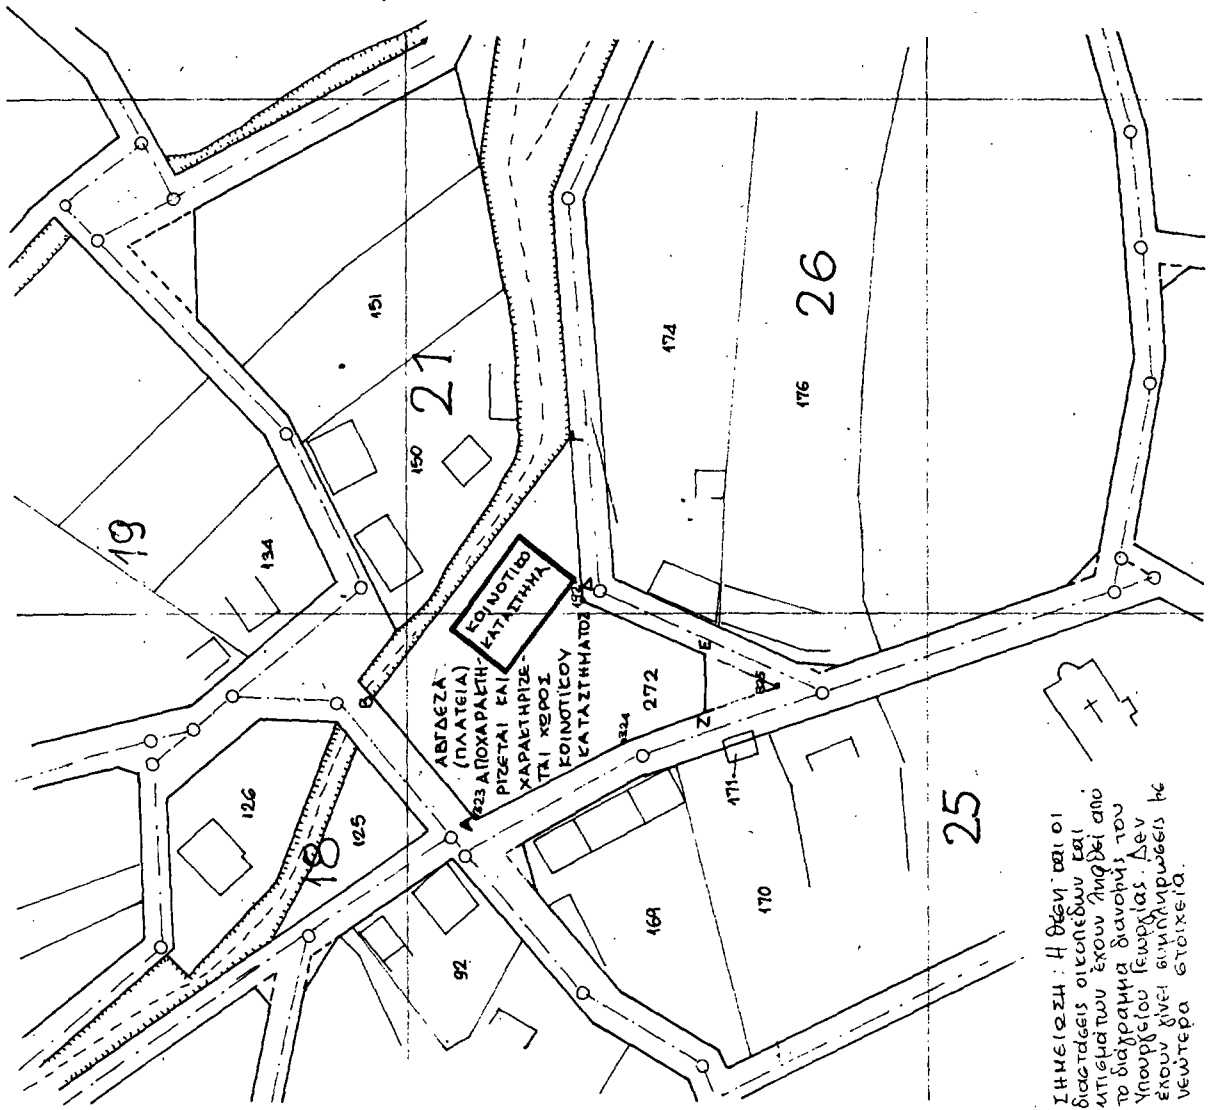 19
134
151
21
150
174
26
176
ΚΟΙΝΟΤΙΚΟ
ΚΑΤΑΣΤΗΜΑ
ΑΒΓΔΕΖΑ
(ΠΛΑΤΕΙΑ)
ΑΠΟΧΑΡΑΚΤΗ-
ΡΙΖΕΤΑΙ ΚΑΙ
ΧΑΡΑΚΤΗΡΙΖΕ-
ΤΑΙ ΧΩΡΟΣ
ΚΟΙΝΟΤΙΚΟΥ
ΚΑΤΑΣΤΗΜΑΤΟΣ
Α
Β
Γ
Δ
Ε
Ζ
323
324
272
126
125
18
92
169
170
171
25
ΣΗΜΕΙΩΣΗ: Η θέση και οι
διαστάσεις οικοπέδων και
κτισμάτων έχουν ληφθεί από
το διάγραμμα διανομής του
Υπουργείου Γεωργίας. Δεν
έχουν γίνει συμπληρώσεις με
νεώτερα στοιχεία.